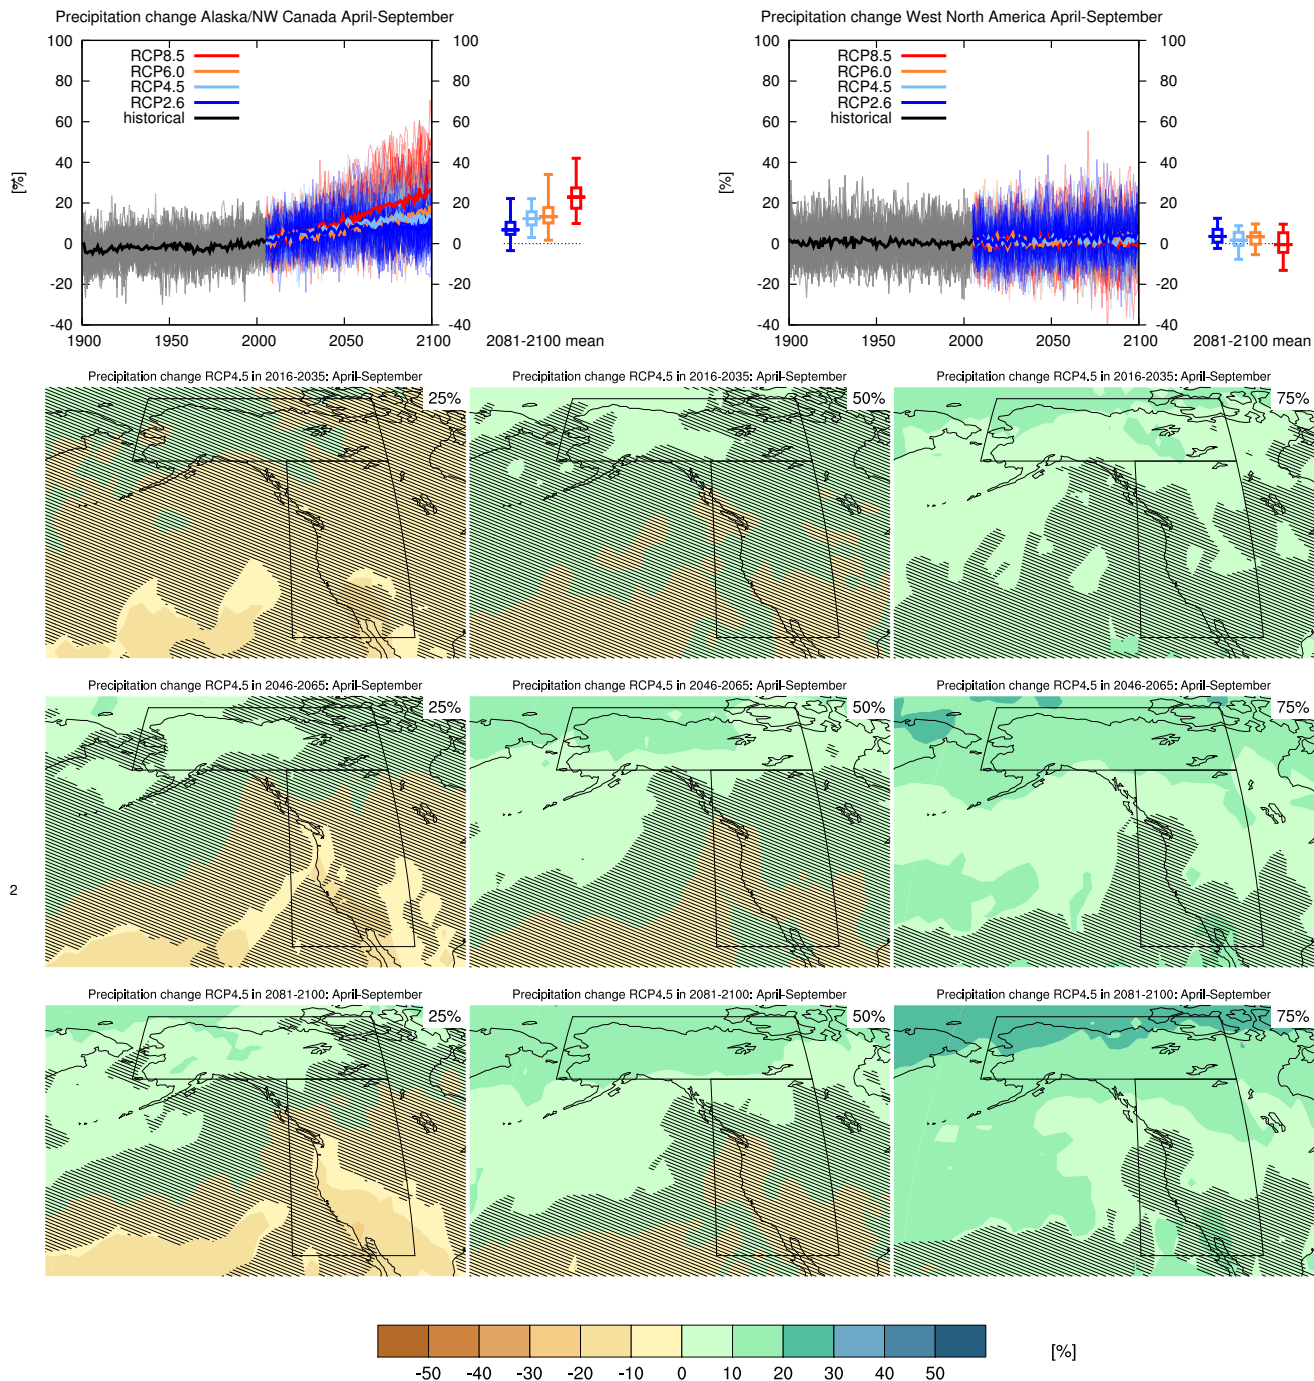 Precipitation change Alaska/NW Canada April-September
100
80
60
40
20
0
-20
-40
1900 1950 2000 2050 2100
[%]
RCP8.5
RCP6.0
RCP4.5
RCP2.6
historical
100
80
60
40
20
0
-20
-40
2081-2100 mean
Precipitation change West North America April-September
100
80
60
40
20
0
-20
-40
1900 1950 2000 2050 2100
[%]
RCP8.5
RCP6.0
RCP4.5
RCP2.6
historical
100
80
60
40
20
0
-20
-40
2081-2100 mean
Precipitation change RCP4.5 in 2016-2035: April-September
25%
Precipitation change RCP4.5 in 2016-2035: April-September
50%
Precipitation change RCP4.5 in 2016-2035: April-September
75%
Precipitation change RCP4.5 in 2046-2065: April-September
25%
Precipitation change RCP4.5 in 2046-2065: April-September
50%
Precipitation change RCP4.5 in 2046-2065: April-September
75%
2
Precipitation change RCP4.5 in 2081-2100: April-September
25%
Precipitation change RCP4.5 in 2081-2100: April-September
50%
Precipitation change RCP4.5 in 2081-2100: April-September
75%
-50 -40 -30 -20 -10 0 10 20 30 40 50
[%]